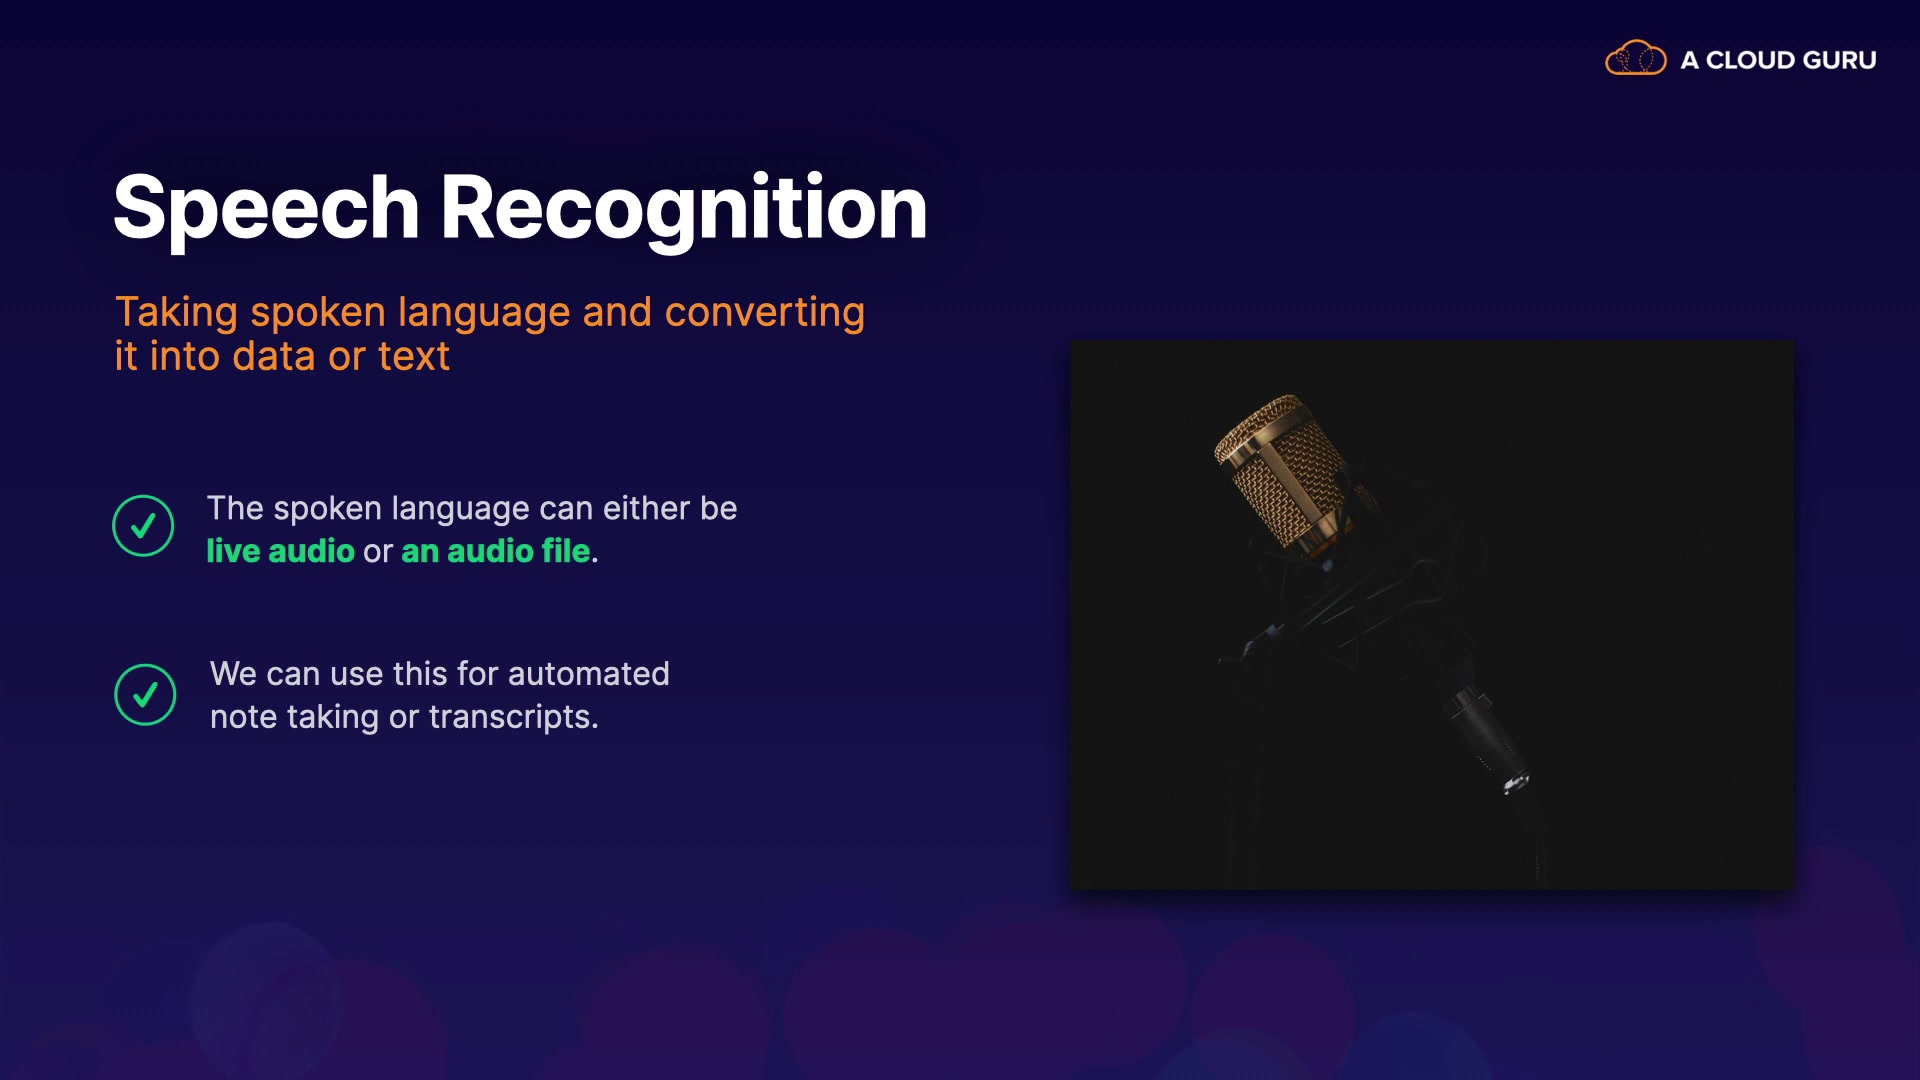 A CLOUD GURU
Speech Recognition
Taking spoken language and converting
it into data or text
The spoken language can either be
live audio or an audio file.
We can use this for automated
note taking or transcripts.